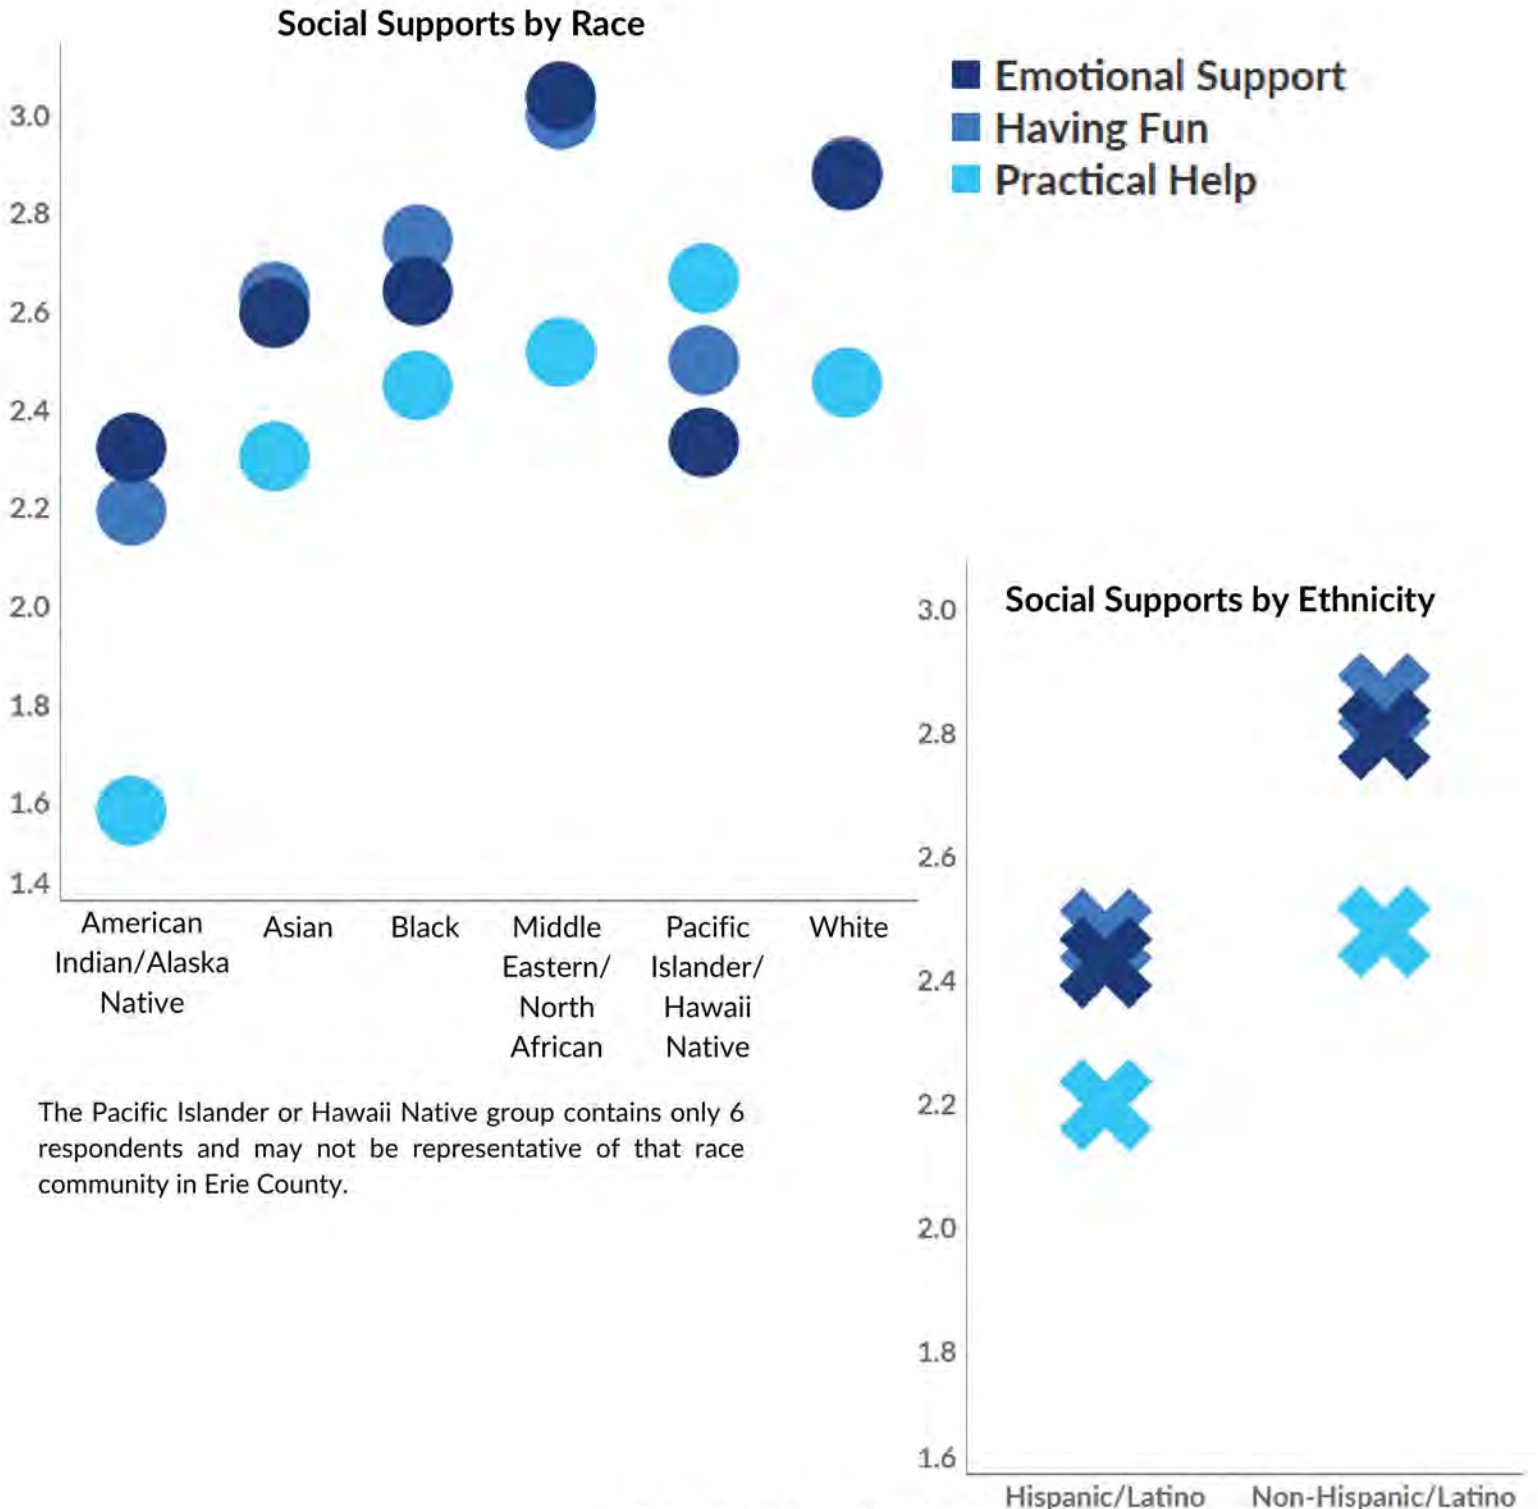 Social Supports by Race
Emotional Support
Having Fun
Practical Help
3.0
2.8
2.6
2.4
2.2
2.0
1.8
1.6
1.4
American
Indian/Alaska
Native
Asian
Black
Middle
Eastern/
North
African
Pacific
Islander/
Hawaii
Native
White
The Pacific Islander or Hawaii Native group contains only 6
respondents and may not be representative of that race
community in Erie County.
Social Supports by Ethnicity
3.0
2.8
2.6
2.4
2.2
2.0
1.8
1.6
Hispanic/Latino
Non-Hispanic/Latino